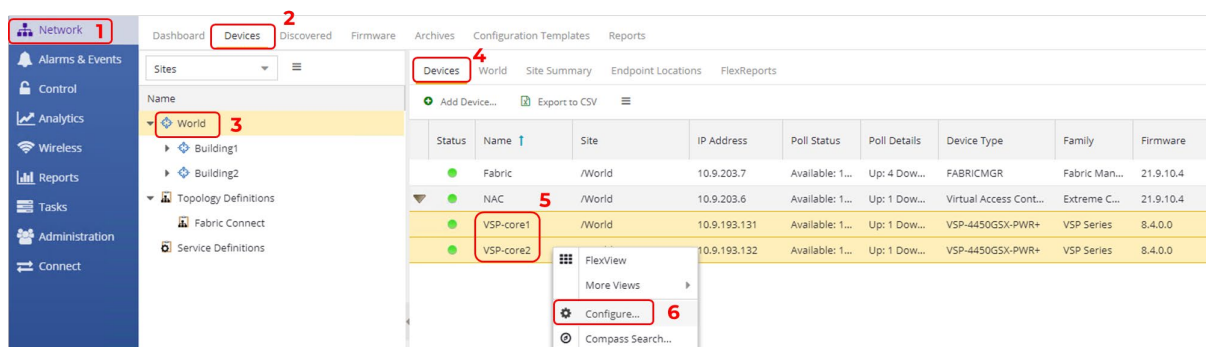 Network 1
Alarms & Events
Control
Analytics
Wireless
Reports
Tasks
Administration
Connect
2
Dashboard Devices Discovered Firmware Archives Configuration Templates Reports
Sites
Name
World 3
Building1
Building2
Topology Definitions
Fabric Connect
Service Definitions
4
Devices World Site Summary Endpoint Locations FlexReports
Add Device... Export to CSV
Status Name Site IP Address Poll Status Poll Details Device Type Family Firmware
Fabric /World 10.9.203.7 Available: 1... Up: 4 Dow... FABRICMGR Fabric Man... 21.9.10.4
NAC /World 10.9.203.6 Available: 1... Up: 1 Dow... Virtual Access Cont... Extreme C... 21.9.10.4
5
VSP-core1 /World 10.9.193.131 Available: 1... Up: 1 Dow... VSP-4450GSX-PWR+ VSP Series 8.4.0.0
VSP-core2 10.9.193.132 Available: 1... Up: 1 Dow... VSP-4450GSX-PWR+ VSP Series 8.4.0.0
FlexView
More Views
Configure... 6
Compass Search...